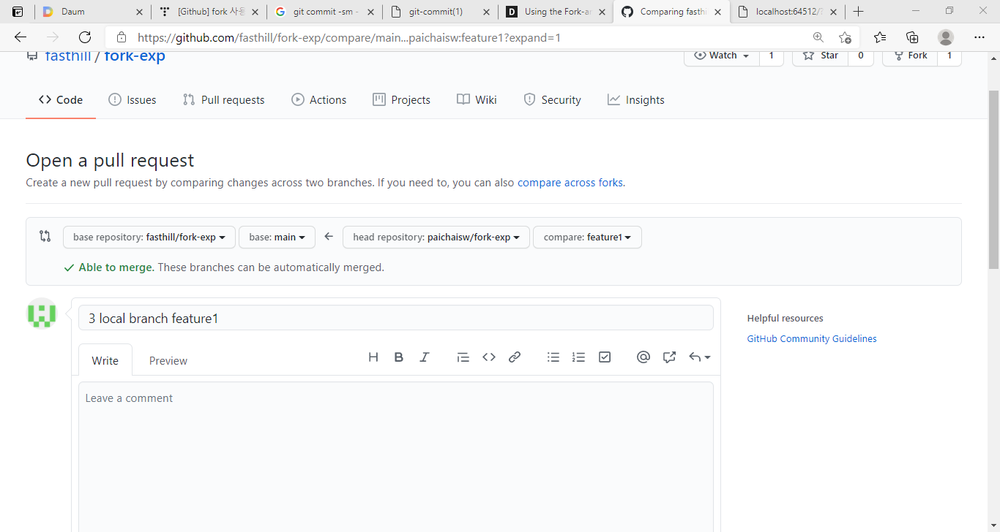 Daum
[Github] fork 사용
git commit -sm -
git-commit(1)
Using the Fork-an
Comparing fasthi
localhost:64512/
https://github.com/fasthill/fork-exp/compare/main...paichaisw:feature1?expand=1
fasthill / fork-exp
Watch 1 Star 0 Fork 1
Code Issues Pull requests Actions Projects Wiki Security Insights
Open a pull request
Create a new pull request by comparing changes across two branches. If you need to, you can also compare across forks.
base repository: fasthill/fork-exp base: main head repository: paichaisw/fork-exp compare: feature1
Able to merge. These branches can be automatically merged.
3 local branch feature1
Helpful resources
GitHub Community Guidelines
Write Preview
Leave a comment